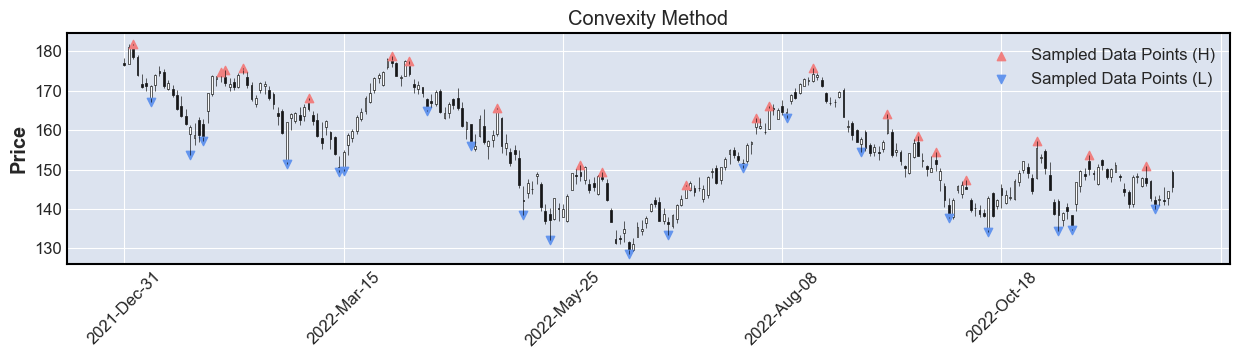 Convexity Method
Sampled Data Points (H)
Sampled Data Points (L)
Price
180
170
160
150
140
130
2021-Dec-31
2022-Mar-15
2022-May-25
2022-Aug-08
2022-Oct-18